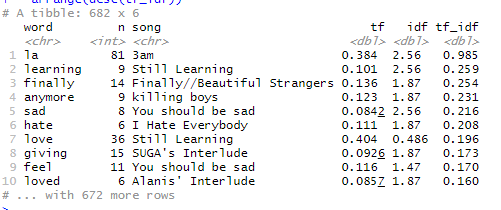 # A tibble: 682 x 6
word n song tf idf tf_idf
<chr> <int> <chr> <dbl> <dbl> <dbl>
1 la 81 3am 0.384 2.56 0.985
2 learning 9 Still Learning 0.101 2.56 0.259
3 finally 14 Finally//Beautiful Strangers 0.136 1.87 0.254
4 anymore 9 killing boys 0.123 1.87 0.231
5 sad 8 You should be sad 0.0842 2.56 0.216
6 hate 6 I Hate Everybody 0.111 1.87 0.208
7 love 36 Still Learning 0.404 0.486 0.196
8 giving 15 SUGA's Interlude 0.0926 1.87 0.173
9 feel 11 You should be sad 0.116 1.47 0.170
10 loved 6 Alanis' Interlude 0.0857 1.87 0.160
# ... with 672 more rows